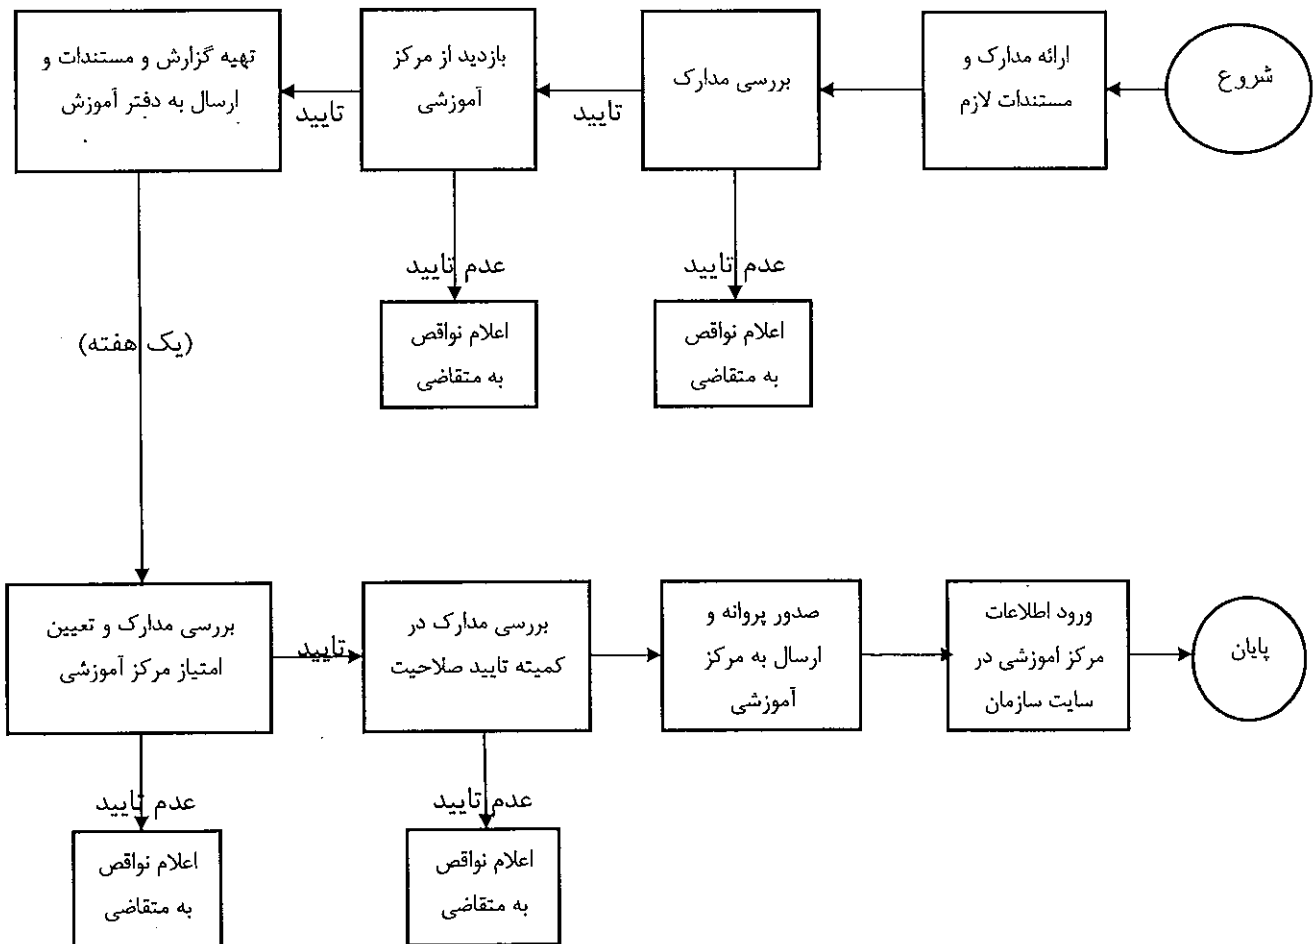 شروع
ارائه مدارک و
مستندات لازم
بررسی مدارک
تایید
بازدید از مرکز
آموزشی
تایید
تهیه گزارش و مستندات و
ارسال به دفتر آموزش
عدم تایید
اعلام نواقص
به متقاضی
عدم تایید
اعلام نواقص
به متقاضی
(یک هفته)
بررسی مدارک و تعیین
امتیاز مرکز آموزشی
تایید
بررسی مدارک در
کمیته تایید صلاحیت
صدور پروانه و
ارسال به مرکز
آموزشی
ورود اطلاعات
مرکز اموزشی در
سایت سازمان
پایان
عدم تایید
اعلام نواقص
به متقاضی
عدم تایید
اعلام نواقص
به متقاضی